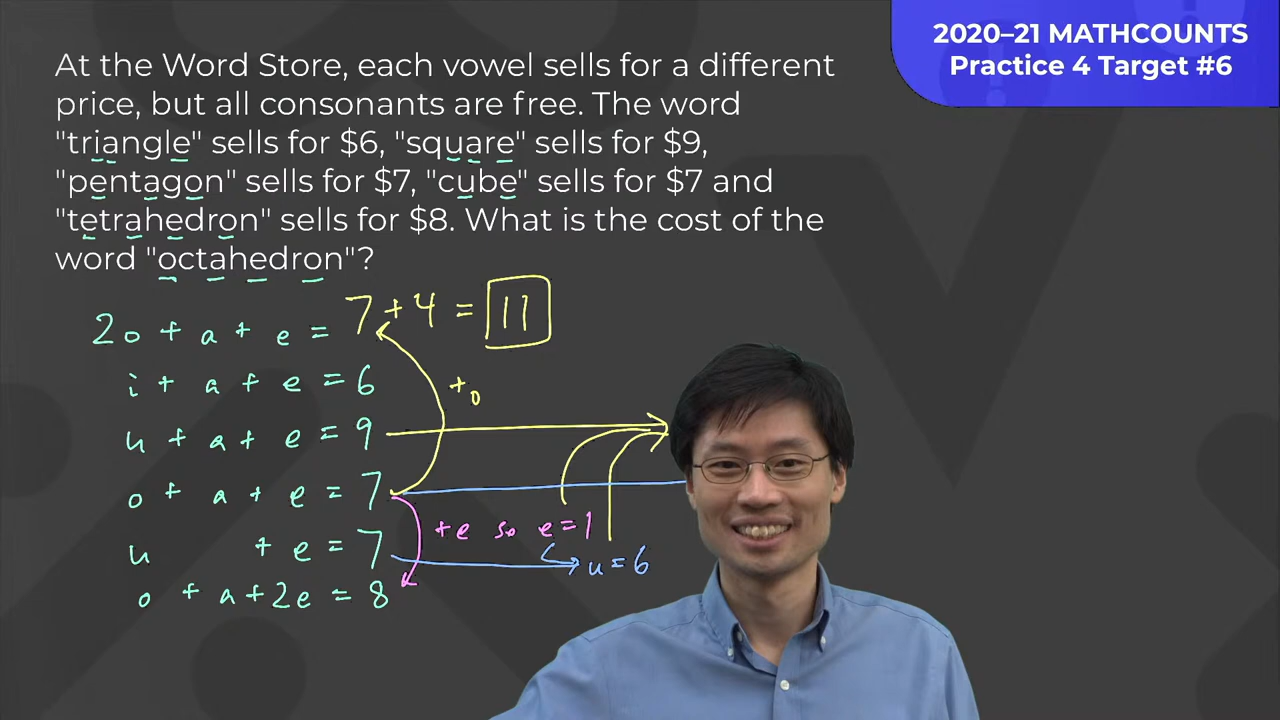 2020–21 MATHCOUNTS
Practice 4 Target #6
At the Word Store, each vowel sells for a different
price, but all consonants are free. The word
"triangle" sells for $6, "square" sells for $9,
"pentagon" sells for $7, "cube" sells for $7 and
"tetrahedron" sells for $8. What is the cost of the
word "octahedron"?
2o + a + e = 7 + 4 = 11
i + a + e = 6
+o
u + a + e = 9
o + a + e = 7
+e so e = 1
u + e = 7
u = 6
o + a + 2e = 8